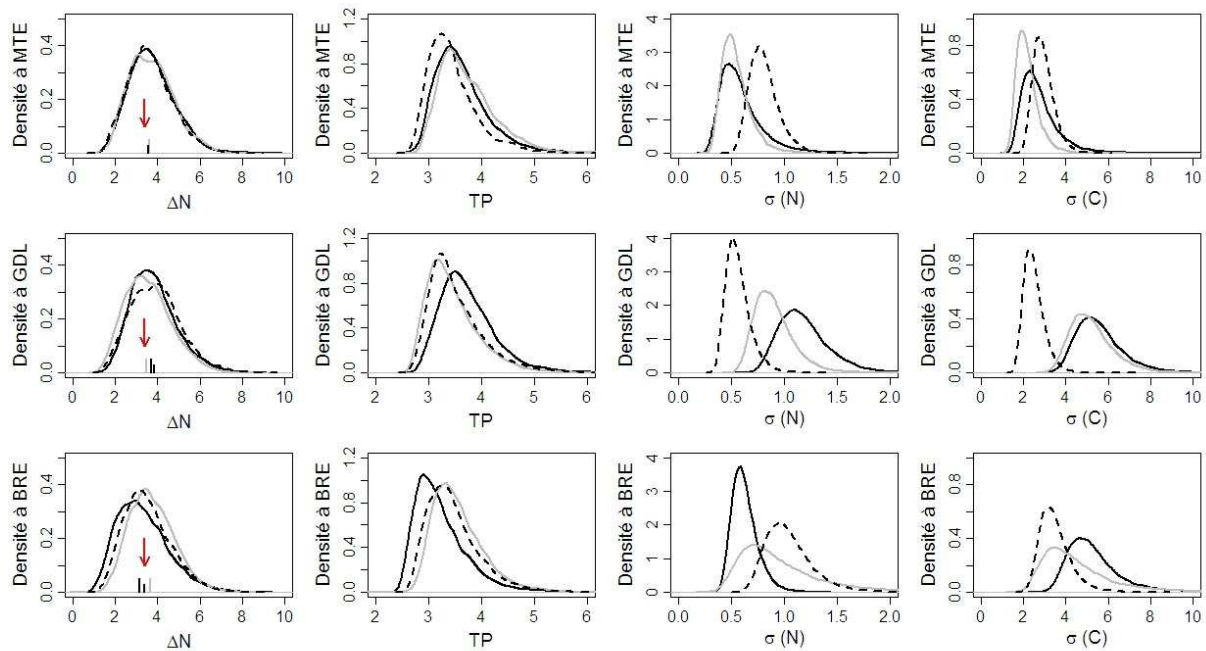 Densité à MTE
0.0 0.2 0.4
0 2 4 6 8 10
ΔN
0.0 0.4 0.8 1.2
2 3 4 5 6
TP
Densité à MTE
0 1 2 3 4
0.0 0.5 1.0 1.5 2.0
σ (N)
Densité à MTE
0.0 0.4 0.8
0 2 4 6 8 10
σ (C)
Densité à GDL
0.0 0.2 0.4
0 2 4 6 8 10
ΔN
Densité à GDL
0.0 0.4 0.8 1.2
2 3 4 5 6
TP
Densité à GDL
0 1 2 3 4
0.0 0.5 1.0 1.5 2.0
σ (N)
Densité à GDL
0.0 0.4 0.8
0 2 4 6 8 10
σ (C)
Densité à BRE
0.0 0.2 0.4
0 2 4 6 8 10
ΔN
Densité à BRE
0.0 0.4 0.8 1.2
2 3 4 5 6
TP
Densité à BRE
0 1 2 3 4
0.0 0.5 1.0 1.5 2.0
σ (N)
Densité à BRE
0.0 0.4 0.8
0 2 4 6 8 10
σ (C)